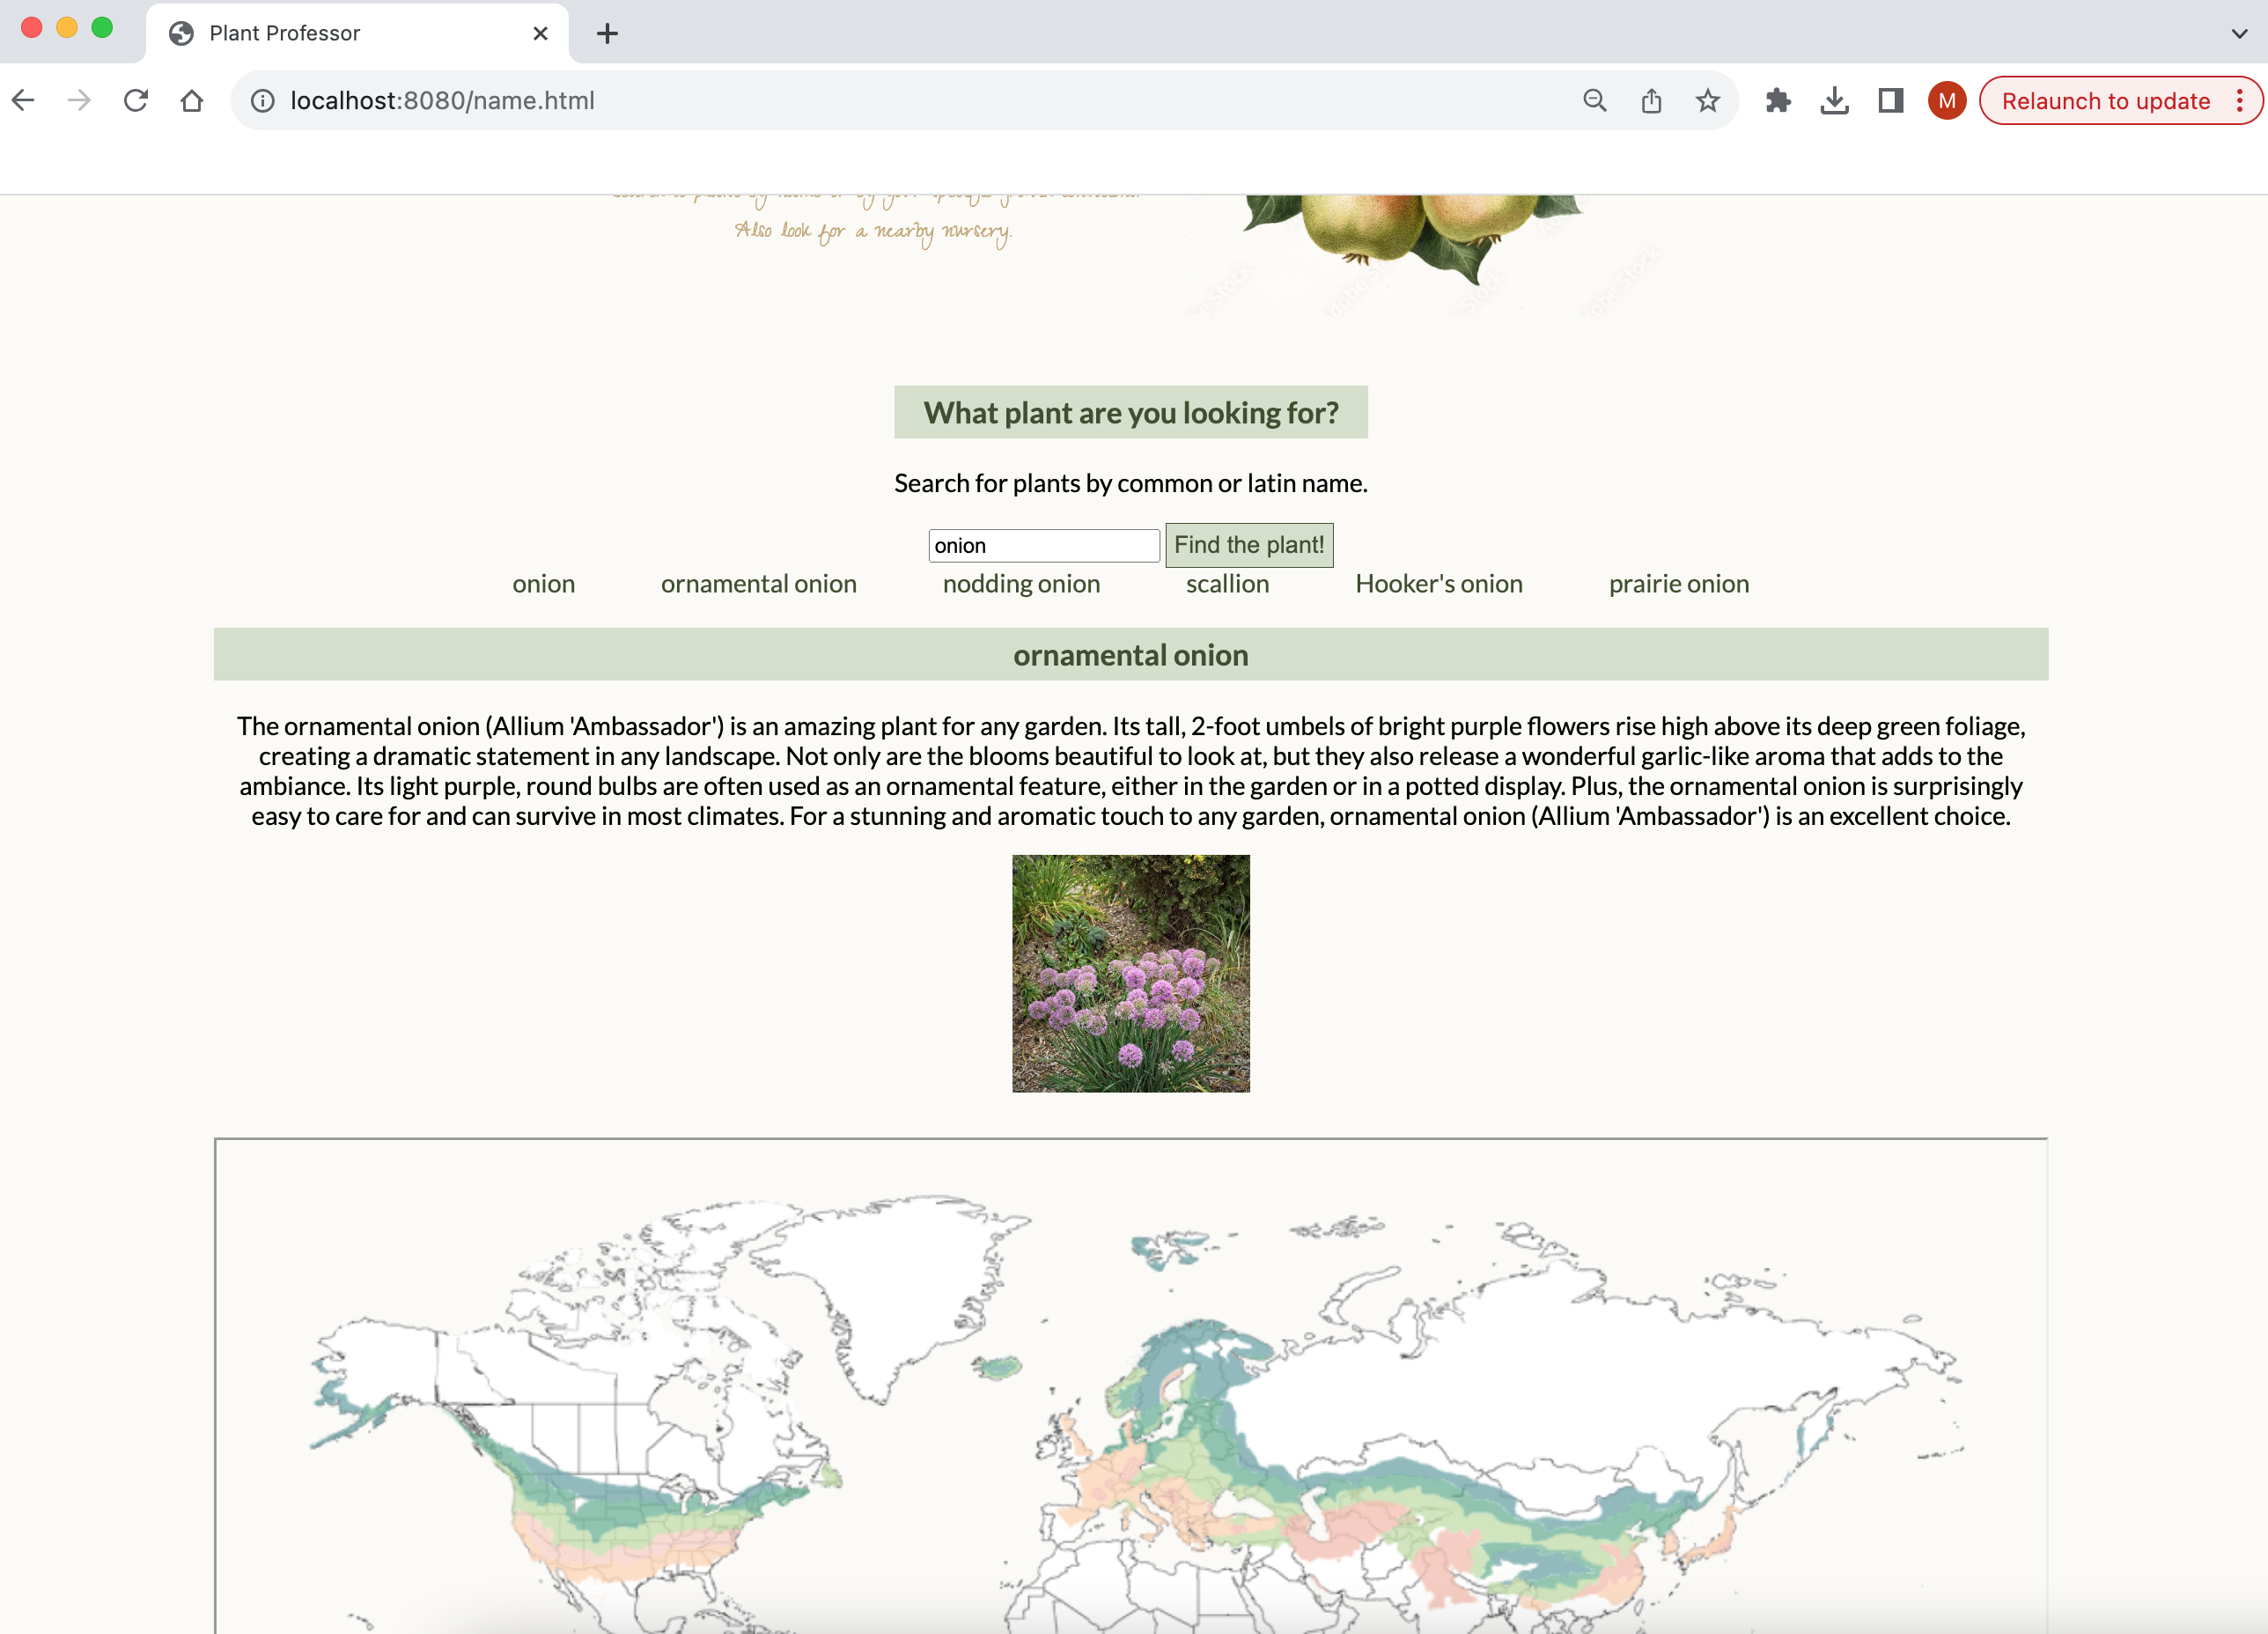 Plant Professor
localhost:8080/name.html
M
Relaunch to update
Also look for a nearby nursery.
What plant are you looking for?
Search for plants by common or latin name.
onion
Find the plant!
onion ornamental onion nodding onion scallion Hooker's onion prairie onion
ornamental onion
The ornamental onion (Allium 'Ambassador') is an amazing plant for any garden. Its tall, 2-foot umbels of bright purple flowers rise high above its deep green foliage,
creating a dramatic statement in any landscape. Not only are the blooms beautiful to look at, but they also release a wonderful garlic-like aroma that adds to the
ambiance. Its light purple, round bulbs are often used as an ornamental feature, either in the garden or in a potted display. Plus, the ornamental onion is surprisingly
easy to care for and can survive in most climates. For a stunning and aromatic touch to any garden, ornamental onion (Allium 'Ambassador') is an excellent choice.